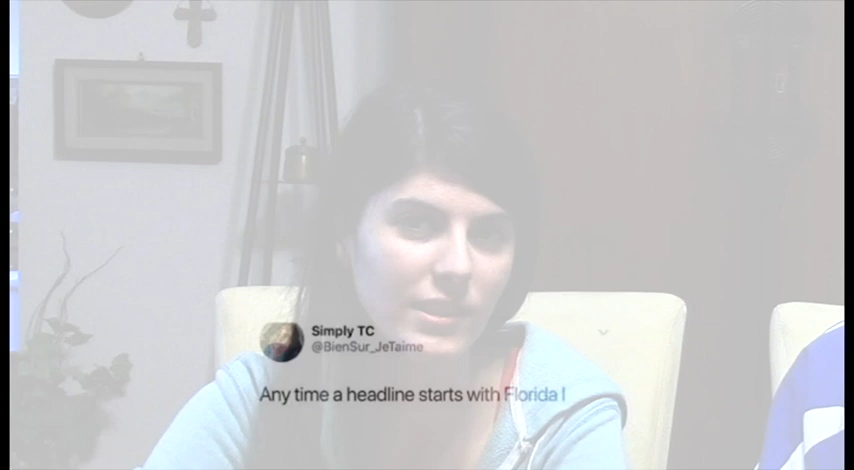 Simply TC
@BienSur_JeTaime
Any time a headline starts with Florida I